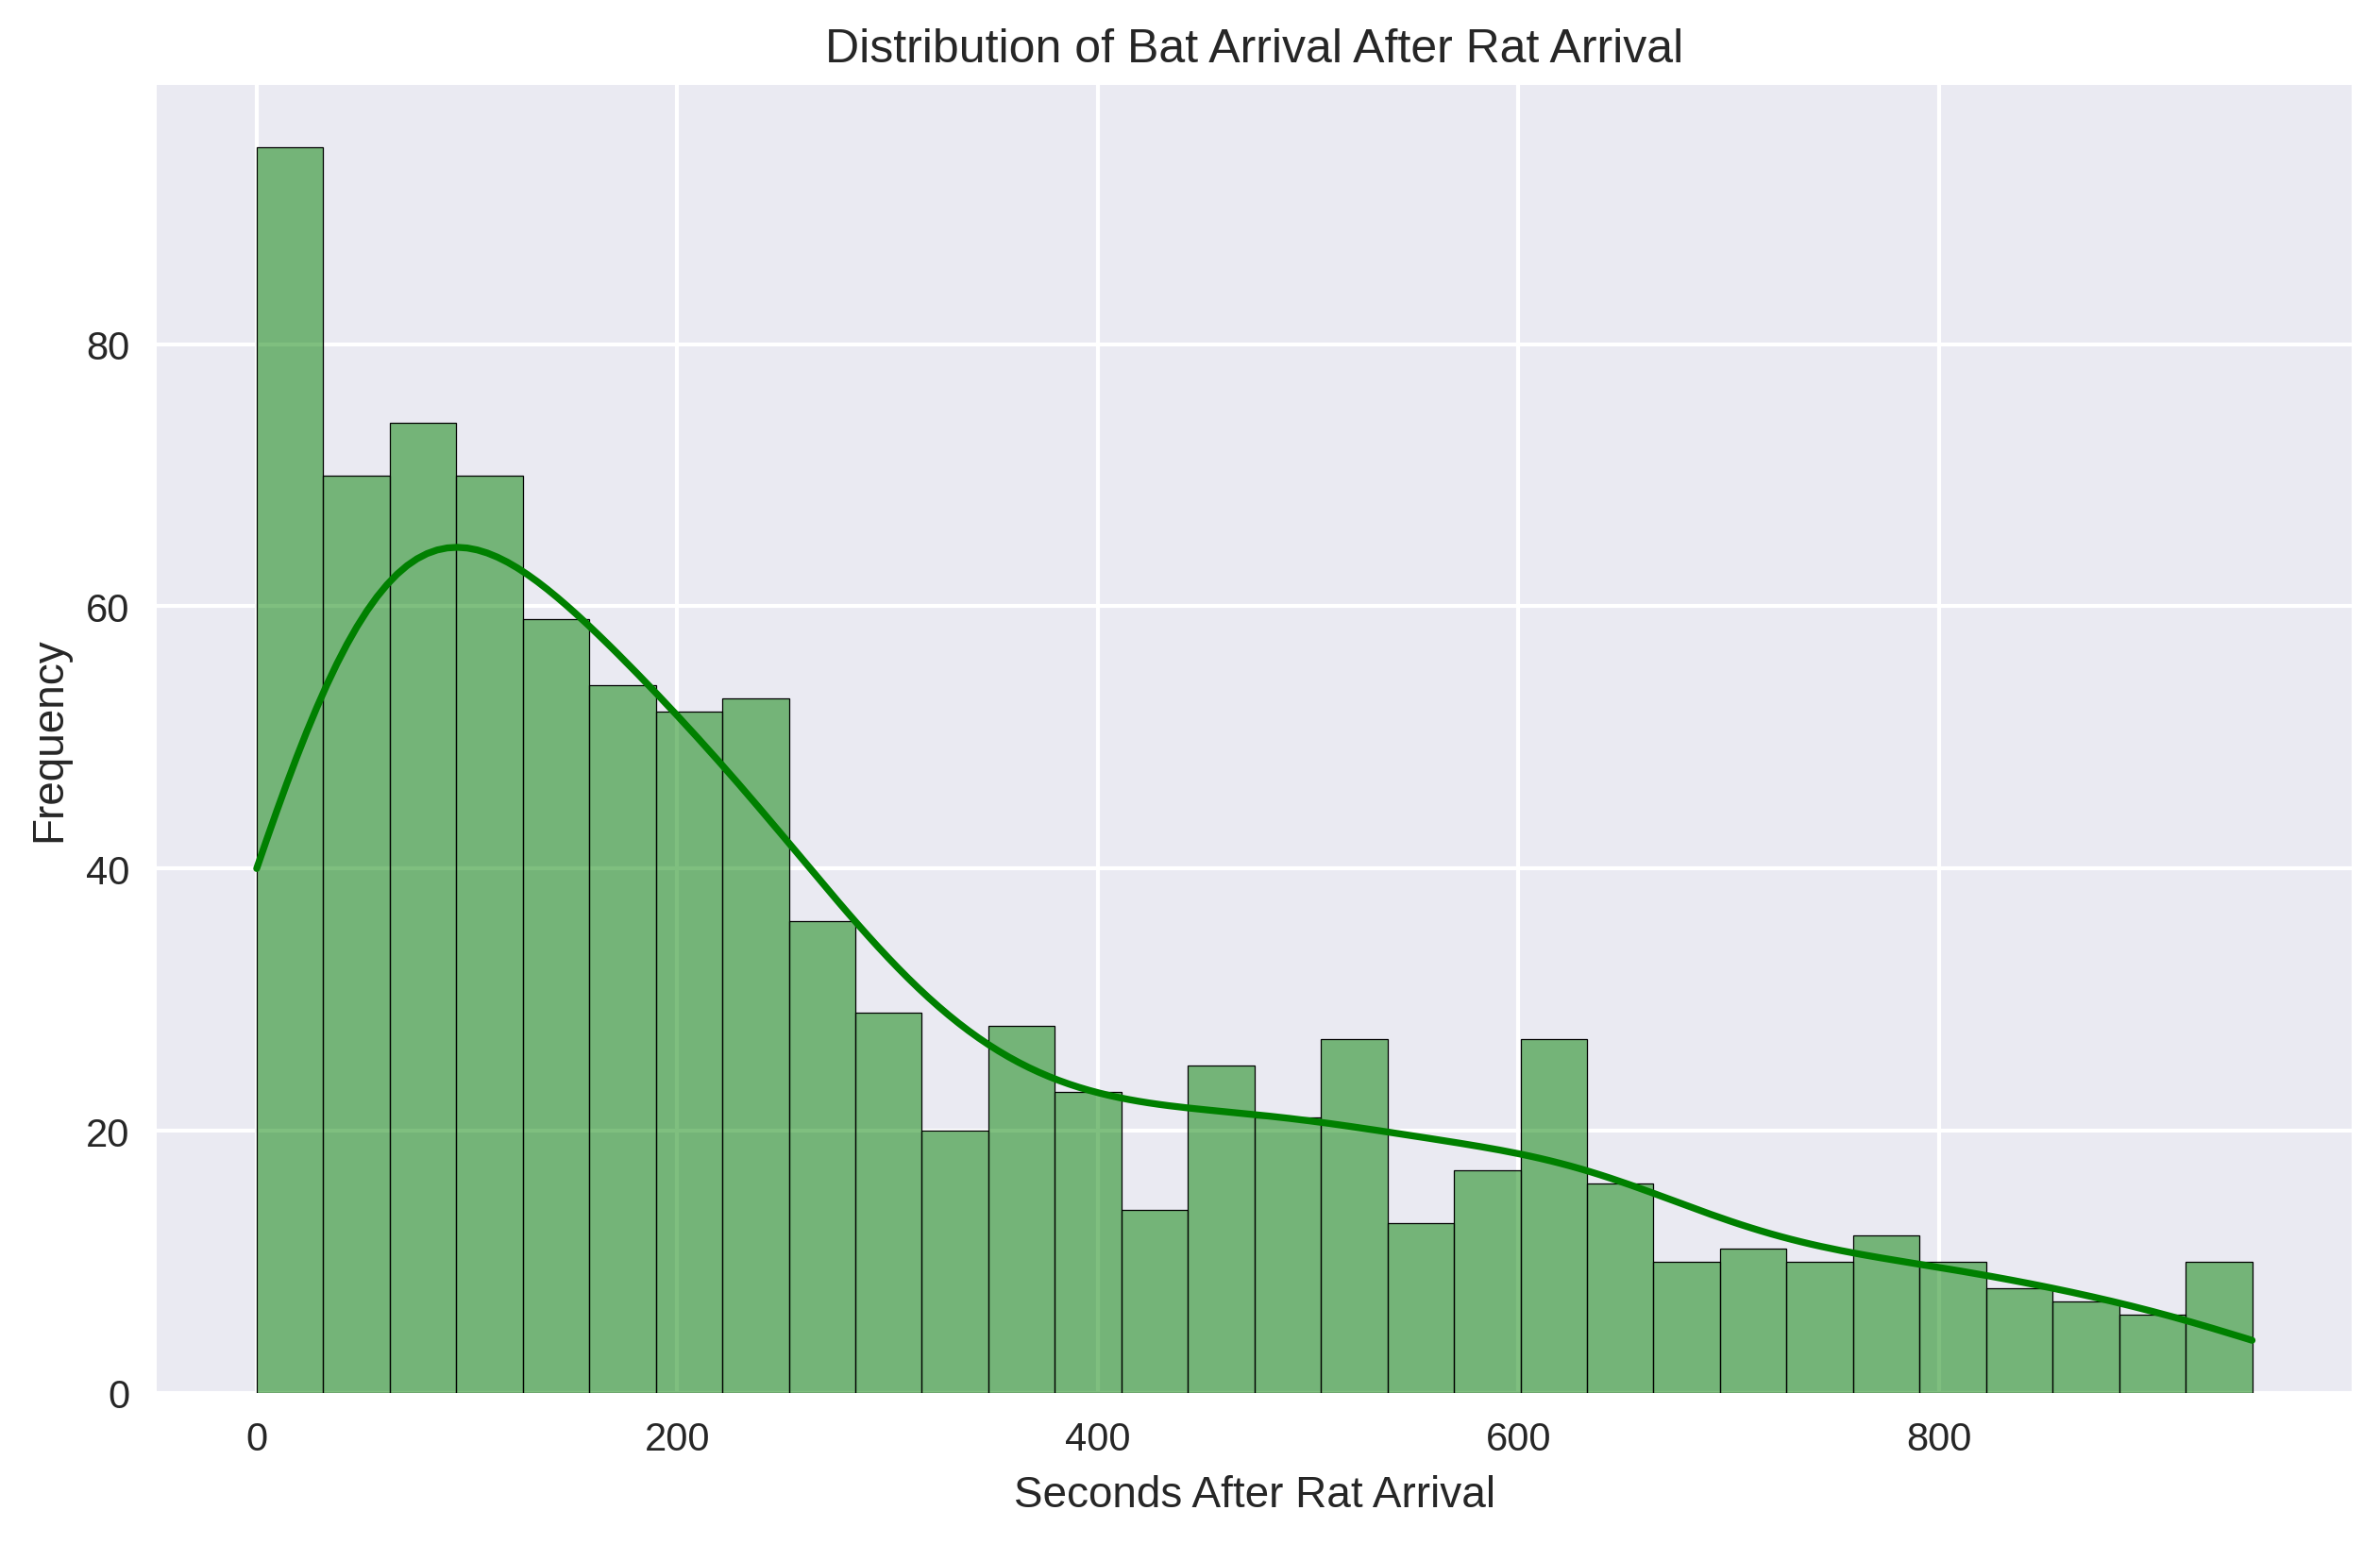 Distribution of Bat Arrival After Rat Arrival
80
60
40
20
0
Frequency
0 200 400 600 800
Seconds After Rat Arrival